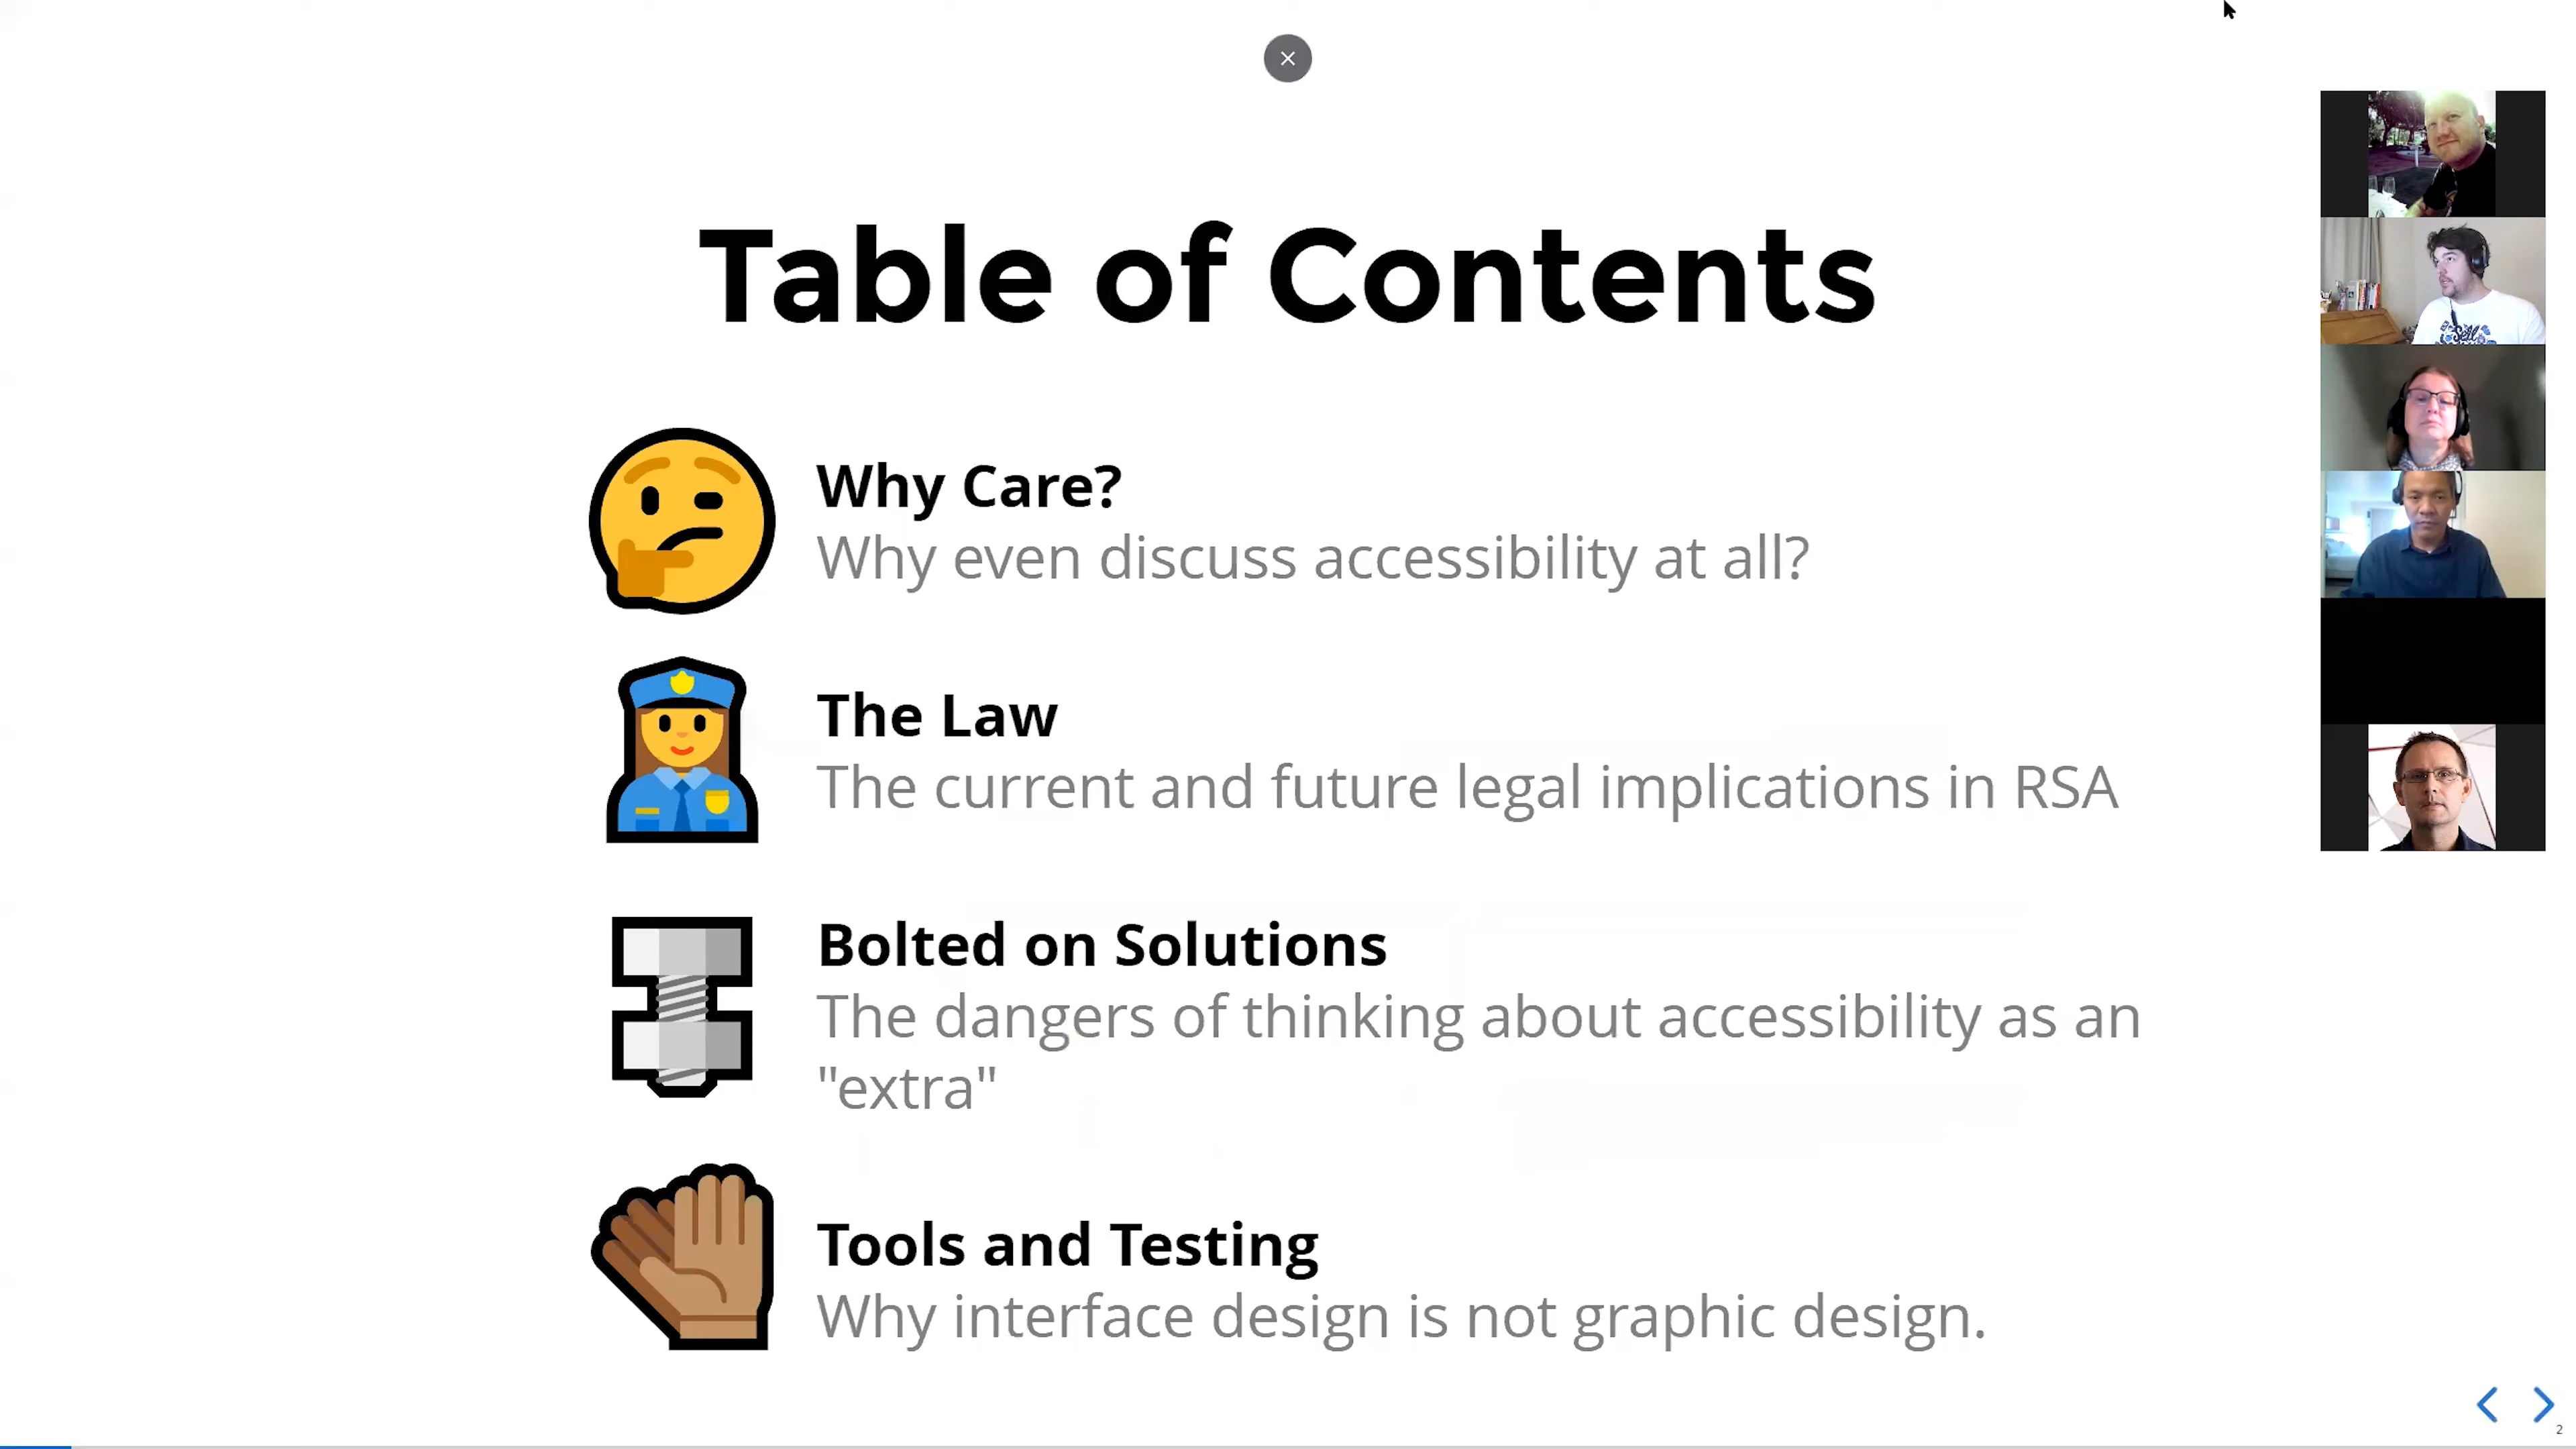 Table of Contents
Why Care?
Why even discuss accessibility at all?
The Law
The current and future legal implications in RSA
Bolted on Solutions
The dangers of thinking about accessibility as an
"extra"
Tools and Testing
Why interface design is not graphic design.
2